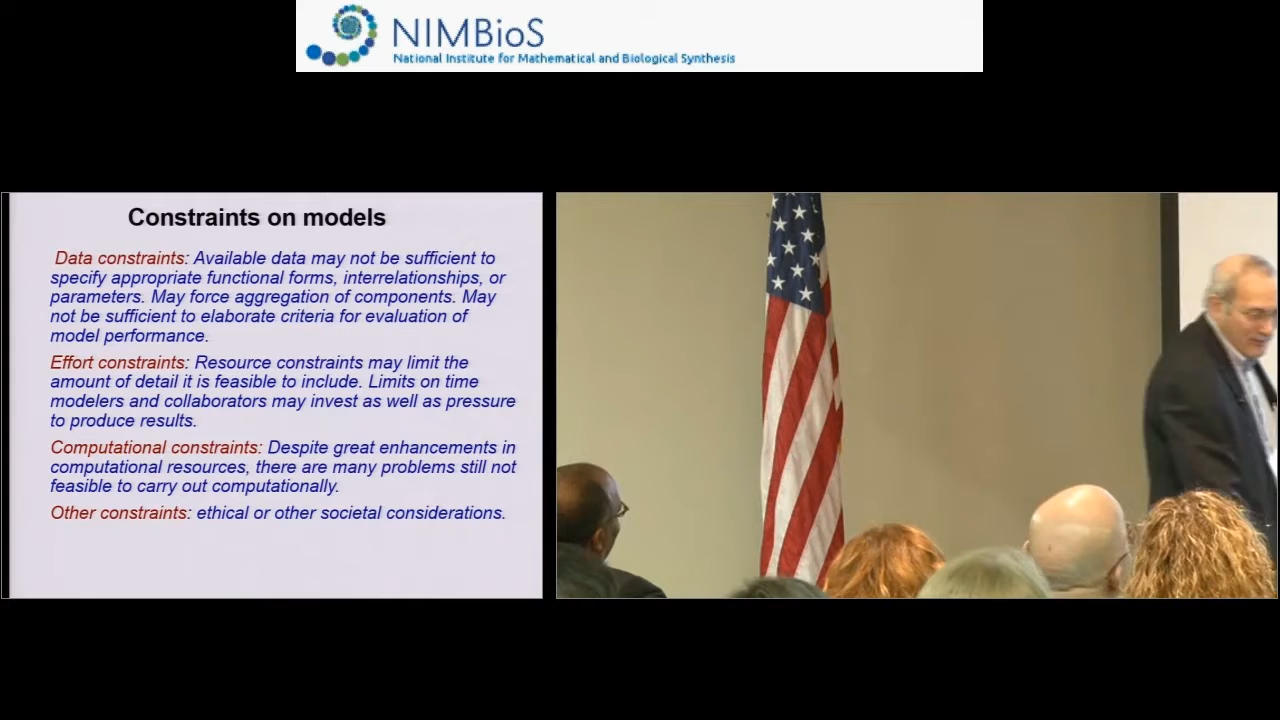 NIMBioS
National Institute for Mathematical and Biological Synthesis
Constraints on models
Data constraints: Available data may not be sufficient to
specify appropriate functional forms, interrelationships, or
parameters. May force aggregation of components. May
not be sufficient to elaborate criteria for evaluation of
model performance.
Effort constraints: Resource constraints may limit the
amount of detail it is feasible to include. Limits on time
modelers and collaborators may invest as well as pressure
to produce results.
Computational constraints: Despite great enhancements in
computational resources, there are many problems still not
feasible to carry out computationally.
Other constraints: ethical or other societal considerations.